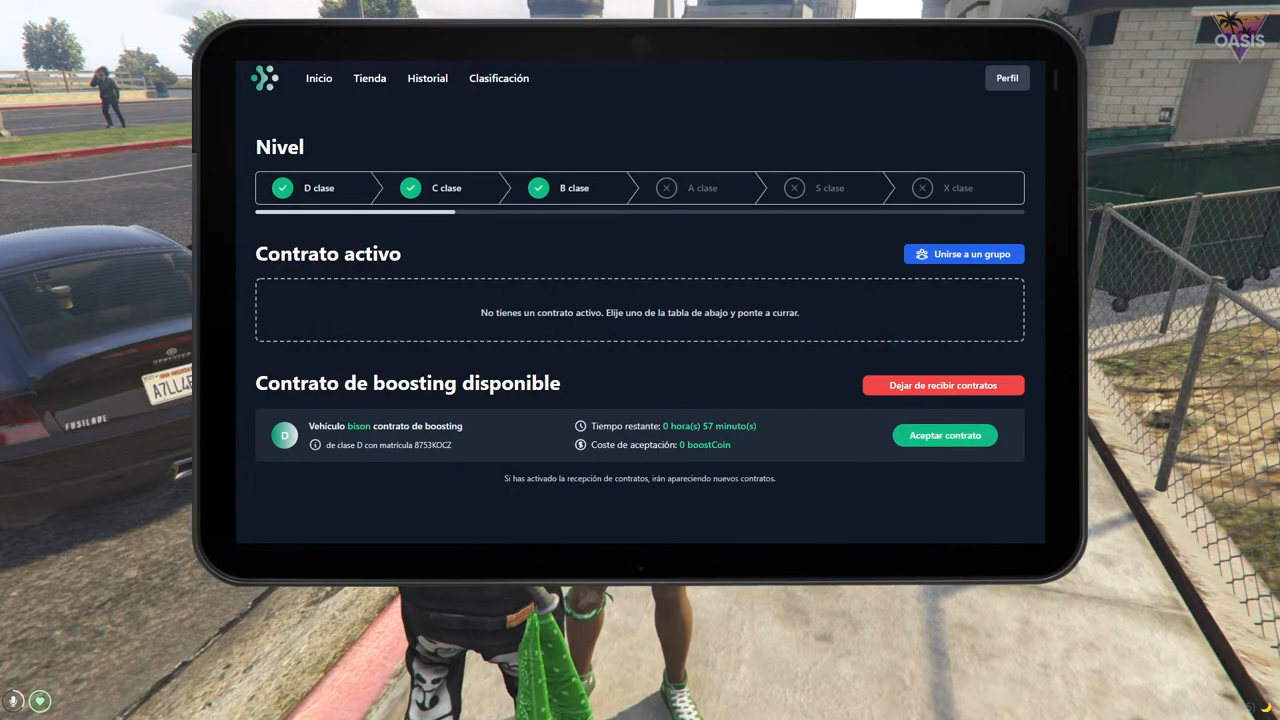 OASIS
Inicio
Tienda
Historial
Clasificación
Perfil
Nivel
D clase
C clase
B clase
A clase
S clase
X clase
Contrato activo
Unirse a un grupo
No tienes un contrato activo. Elije uno de la tabla de abajo y ponte a currar.
Contrato de boosting disponible
Dejar de recibir contratos
D
Vehículo bison contrato de boosting
de clase D con matrícula 8753KOCZ
Tiempo restante: 0 hora(s) 57 minuto(s)
Coste de aceptación: 0 boostCoin
Aceptar contrato
Si has activado la recepción de contratos, irán apareciendo nuevos contratos.
FUSILADE